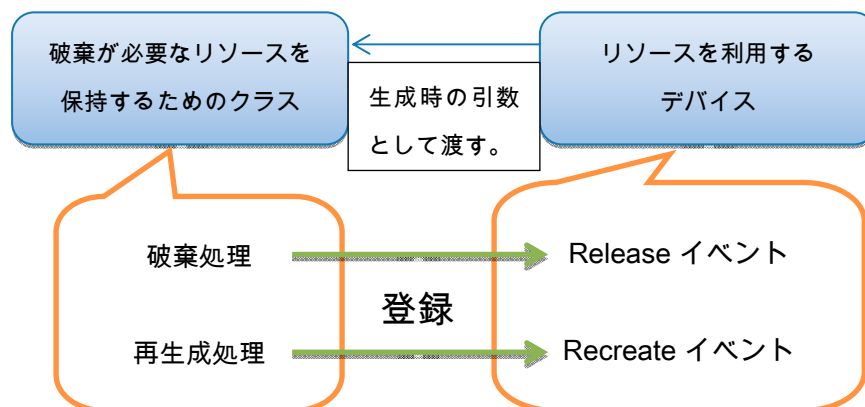 破棄が必要なリソースを
保持するためのクラス
生成時の引数
として渡す。
リソースを利用する
デバイス
破棄処理
Release イベント
登録
再生成処理
Recreate イベント